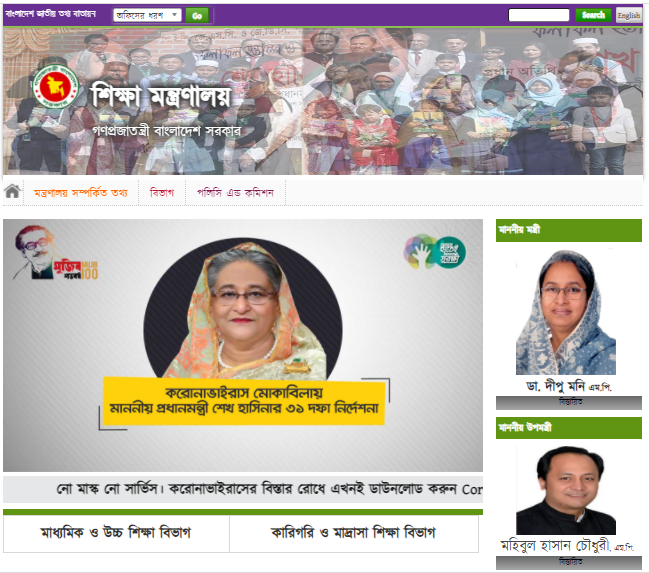 বাংলাদেশ জাতীয় তথ্য বাতায়ন
অফিসের ধরণ
Go
Search
English
শিক্ষা মন্ত্রণালয়
গণপ্রজাতন্ত্রী বাংলাদেশ সরকার
মন্ত্রণালয় সম্পর্কিত তথ্য
বিভাগ
পলিসি এন্ড কমিশন
মুজিব
100
করোনাভাইরাস মোকাবিলায়
মাননীয় প্রধানমন্ত্রী শেখ হাসিনার ৩১ দফা নির্দেশনা
নো মাস্ক নো সার্ভিস। করোনাভাইরাসের বিস্তার রোধে এখনই ডাউনলোড করুন Cor
মাধ্যমিক ও উচ্চ শিক্ষা বিভাগ
কারিগরি ও মাদ্রাসা শিক্ষা বিভাগ
মাননীয় মন্ত্রী
ডা. দীপু মনি এম.পি.
বিস্তারিত
মাননীয় উপমন্ত্রী
মহিবুল হাসান চৌধুরী, এম.পি.
বিস্তারিত